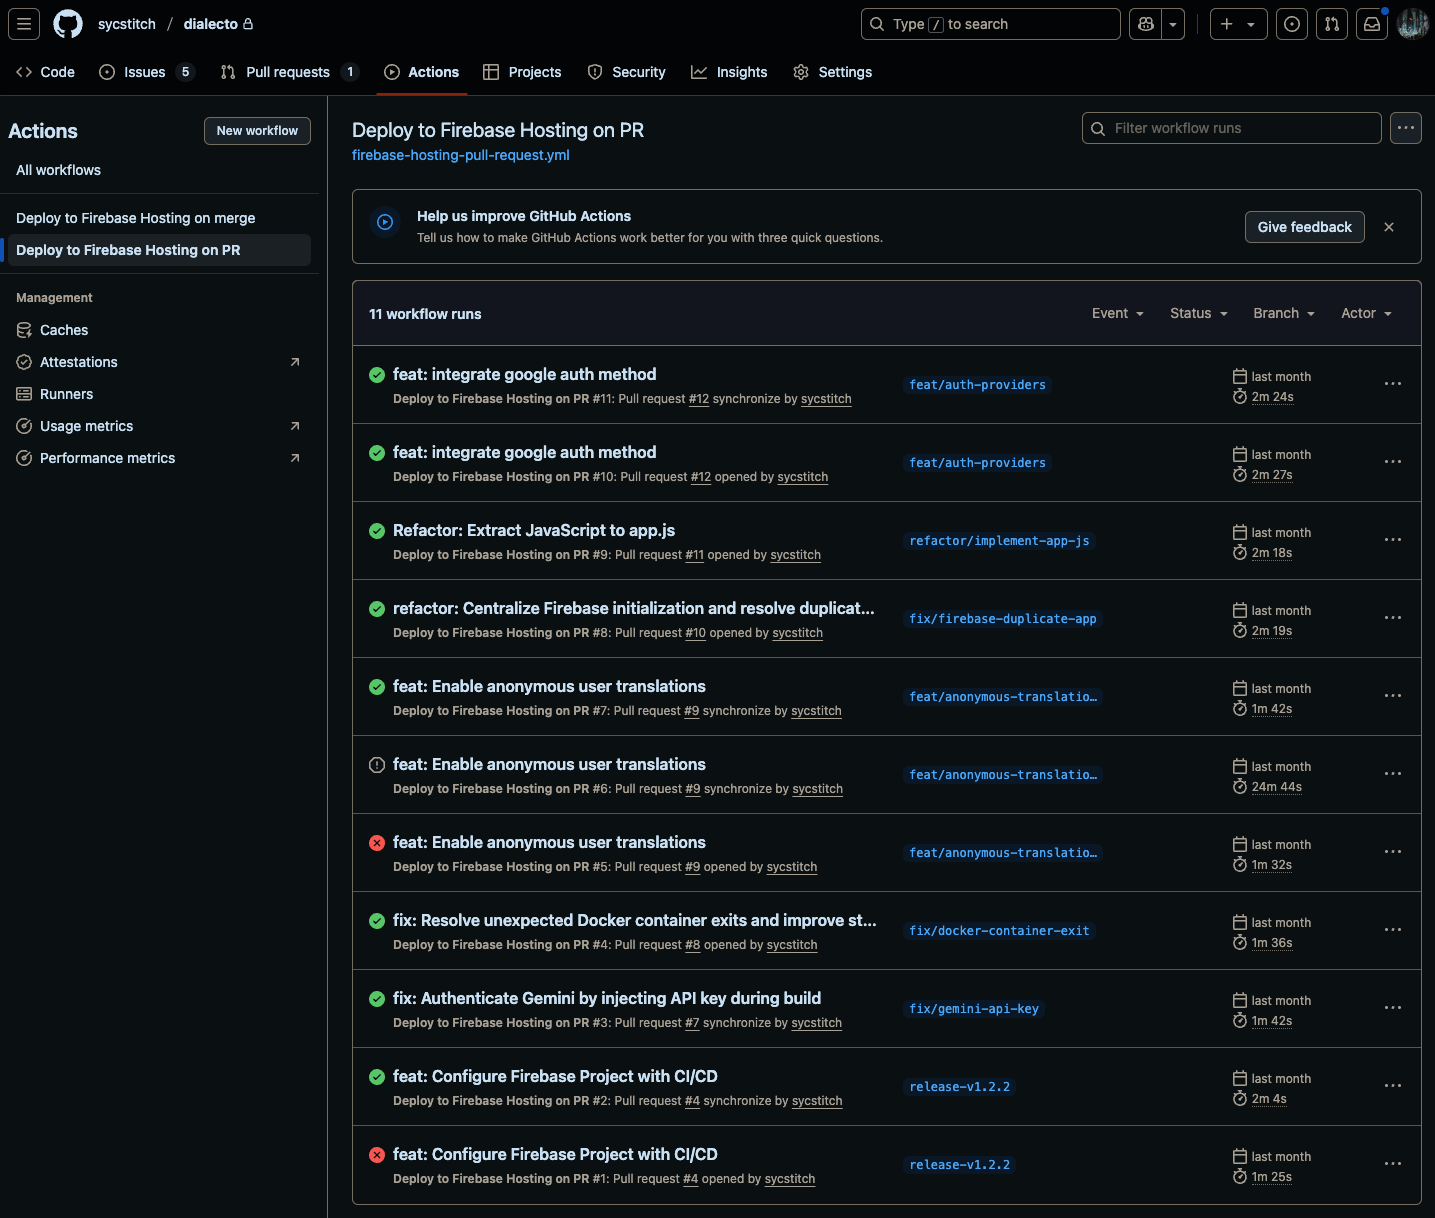 sycstitch / dialecto
Type / to search
Code
Issues 5
Pull requests 1
Actions
Projects
Security
Insights
Settings
Actions
New workflow
All workflows
Deploy to Firebase Hosting on merge
Deploy to Firebase Hosting on PR
Management
Caches
Attestations
Runners
Usage metrics
Performance metrics
Deploy to Firebase Hosting on PR
firebase-hosting-pull-request.yml
Filter workflow runs
Help us improve GitHub Actions
Tell us how to make GitHub Actions work better for you with three quick questions.
Give feedback
11 workflow runs
Event
Status
Branch
Actor
feat: integrate google auth method
Deploy to Firebase Hosting on PR #11: Pull request #12 synchronize by sycstitch
feat/auth-providers
last month
2m 24s
feat: integrate google auth method
Deploy to Firebase Hosting on PR #10: Pull request #12 opened by sycstitch
feat/auth-providers
last month
2m 27s
Refactor: Extract JavaScript to app.js
Deploy to Firebase Hosting on PR #9: Pull request #11 opened by sycstitch
refactor/implement-app-js
last month
2m 18s
refactor: Centralize Firebase initialization and resolve duplicat...
Deploy to Firebase Hosting on PR #8: Pull request #10 opened by sycstitch
fix/firebase-duplicate-app
last month
2m 19s
feat: Enable anonymous user translations
Deploy to Firebase Hosting on PR #7: Pull request #9 synchronize by sycstitch
feat/anonymous-translatio...
last month
1m 42s
feat: Enable anonymous user translations
Deploy to Firebase Hosting on PR #6: Pull request #9 synchronize by sycstitch
feat/anonymous-translatio...
last month
24m 44s
feat: Enable anonymous user translations
Deploy to Firebase Hosting on PR #5: Pull request #9 opened by sycstitch
feat/anonymous-translatio...
last month
1m 32s
fix: Resolve unexpected Docker container exits and improve st...
Deploy to Firebase Hosting on PR #4: Pull request #8 opened by sycstitch
fix/docker-container-exit
last month
1m 36s
fix: Authenticate Gemini by injecting API key during build
Deploy to Firebase Hosting on PR #3: Pull request #7 synchronize by sycstitch
fix/gemini-api-key
last month
1m 42s
feat: Configure Firebase Project with CI/CD
Deploy to Firebase Hosting on PR #2: Pull request #4 synchronize by sycstitch
release-v1.2.2
last month
2m 4s
feat: Configure Firebase Project with CI/CD
Deploy to Firebase Hosting on PR #1: Pull request #4 opened by sycstitch
release-v1.2.2
last month
1m 25s